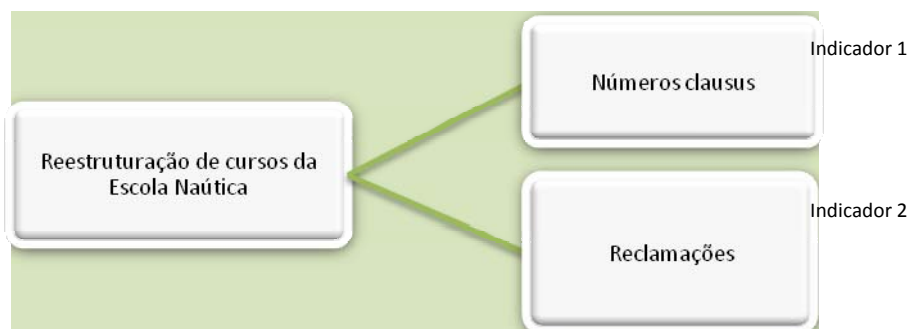 Indicador 1
Números clausus
Reestruturação de cursos da
Escola Naútica
Indicador 2
Reclamações